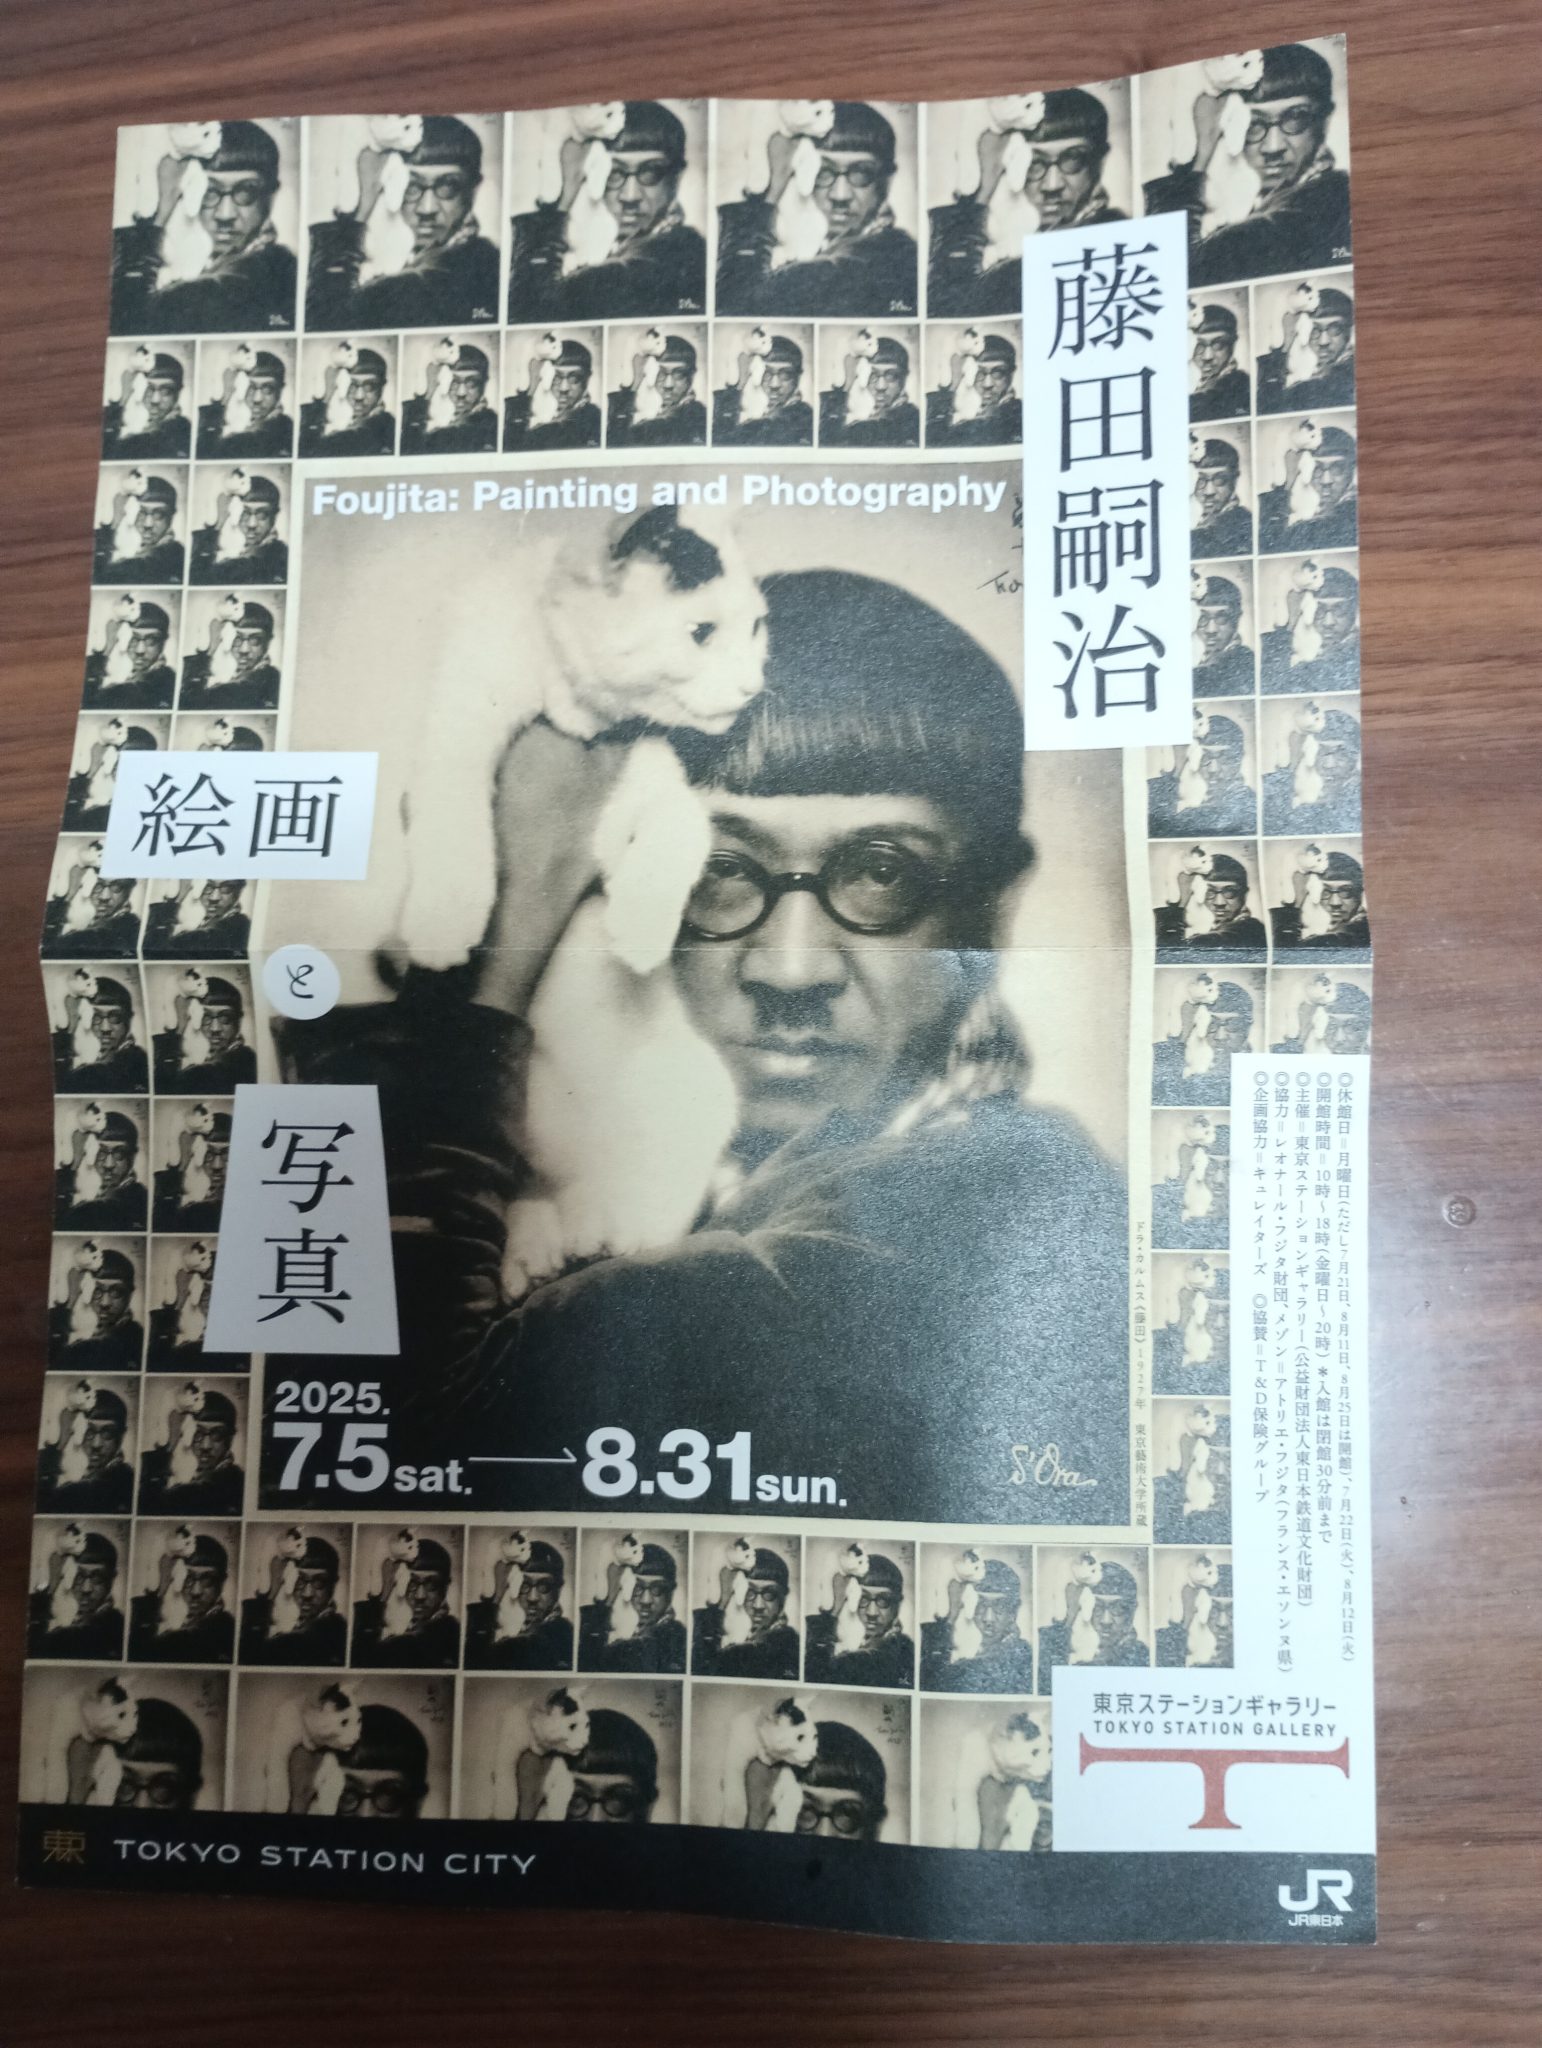 藤田嗣治
Foujita: Painting and Photography
絵画
と
写真
2025.
7.5 sat. → 8.31 sun.
ドラ・カルムス《藤田》1927年 東京藝術大学所蔵
S'Ora
◎休館日＝月曜日（ただし7月21日、8月11日、8月25日は開館）、7月22日（火）、8月12日（火）
◎開館時間＝10時〜18時（金曜日〜20時）＊入館は閉館30分前まで
◎主催＝東京ステーションギャラリー（公益財団法人東日本鉄道文化財団）
◎協力＝レオナール・フジタ財団、メゾン＝アトリエ・フジタ（フランス・エソンヌ県）
◎企画協力＝キュレイターズ ◎協賛＝T&D保険グループ
東京ステーションギャラリー
TOKYO STATION GALLERY
TOKYO STATION CITY
JR
JR東日本